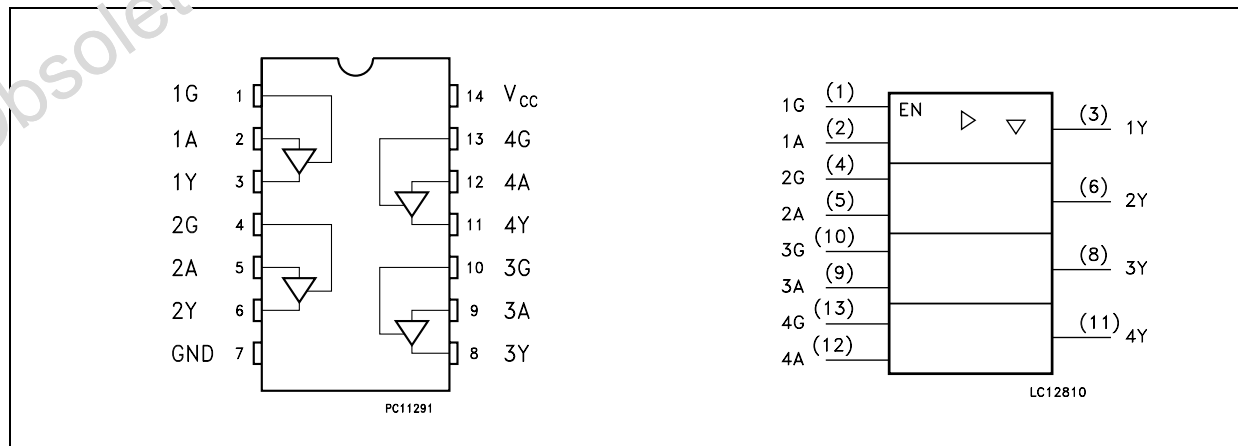 Obsolet
1G 1 14 VCC
1A 2 13 4G
1Y 3 12 4A
2G 4 11 4Y
2A 5 10 3G
2Y 6 9 3A
GND 7 8 3Y
PC11291
1G (1) EN (3) 1Y
1A (2)
2G (4) (6) 2Y
2A (5)
3G (10) (8) 3Y
3A (9)
4G (13) (11) 4Y
4A (12)
LC12810